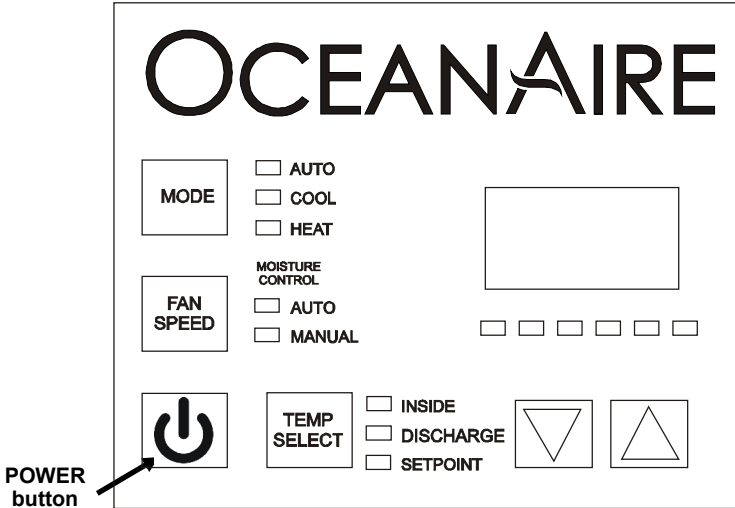 OCEANAIRE
MODE
AUTO
COOL
HEAT
MOISTURE
CONTROL
FAN
SPEED
AUTO
MANUAL
TEMP
SELECT
INSIDE
DISCHARGE
SETPOINT
POWER
button